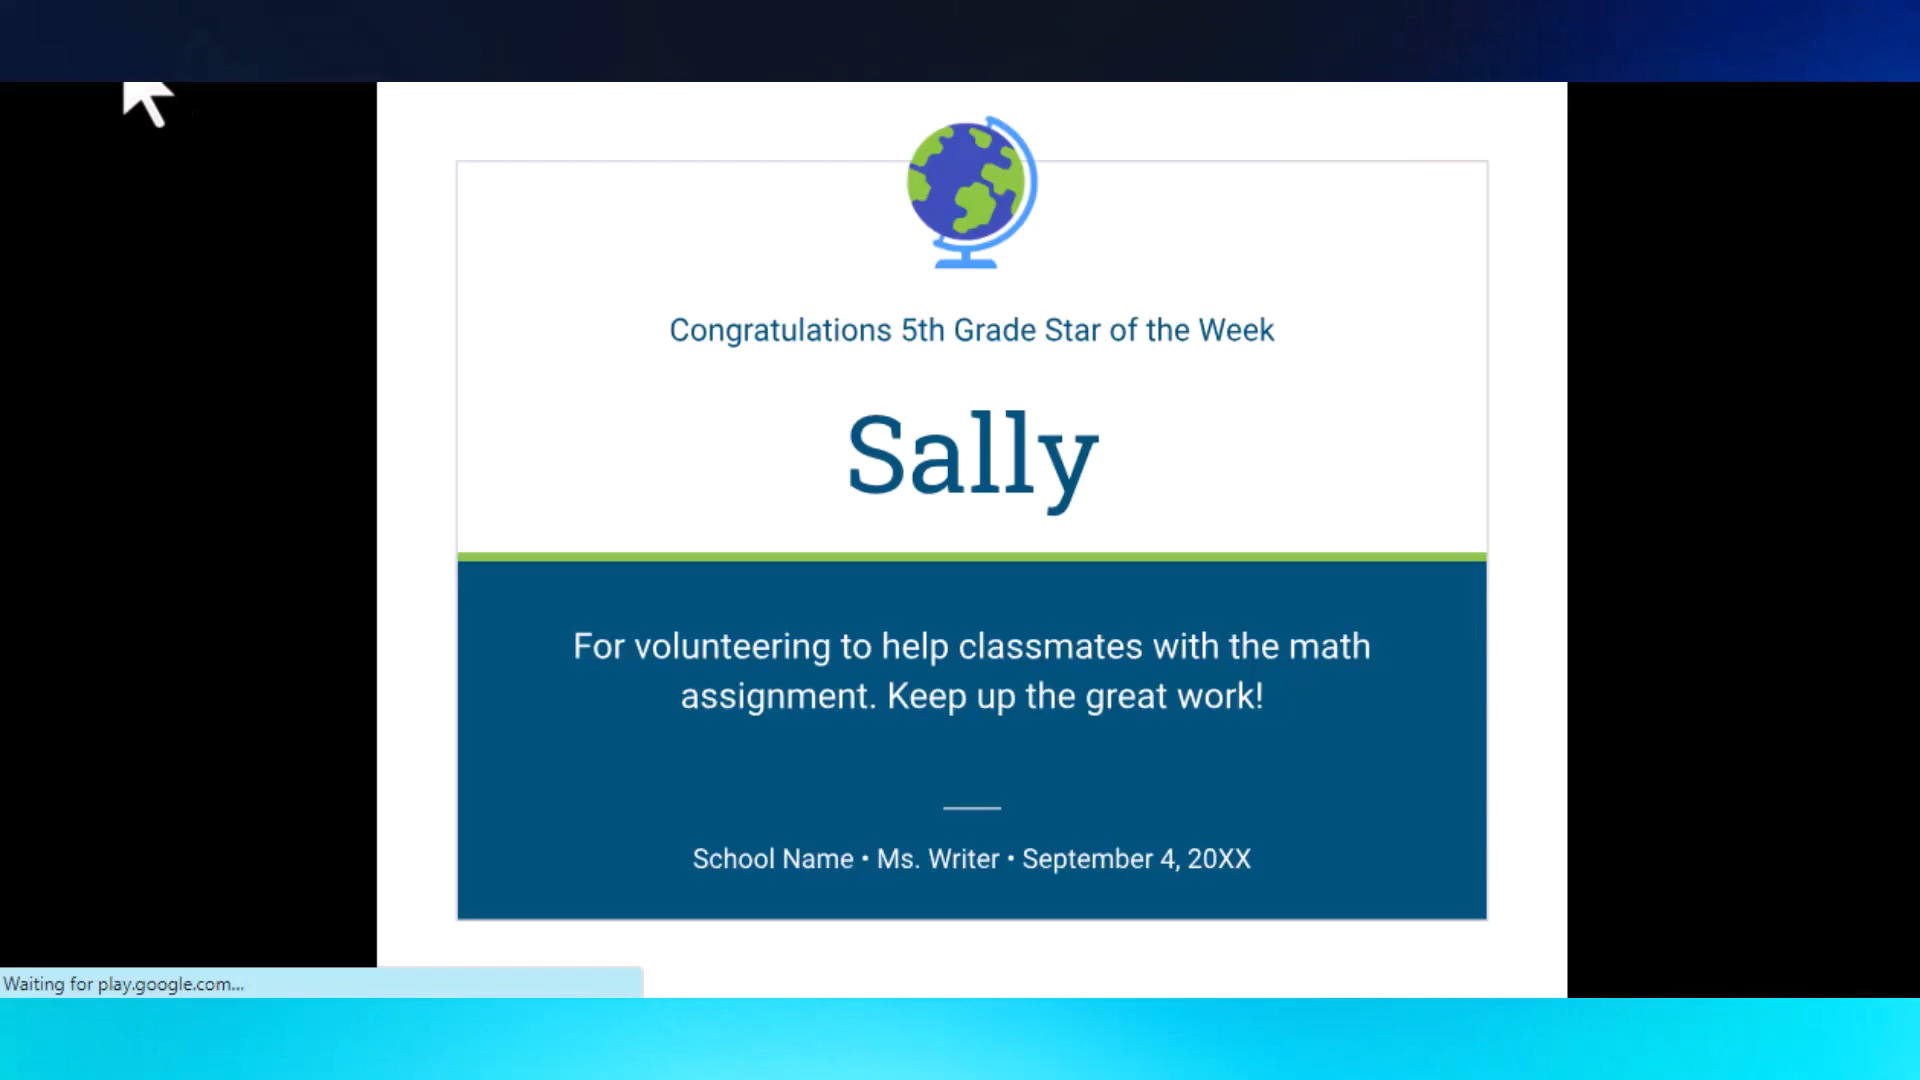 Congratulations 5th Grade Star of the Week
Sally
For volunteering to help classmates with the math
assignment. Keep up the great work!
School Name • Ms. Writer • September 4, 20XX
Waiting for play.google.com...